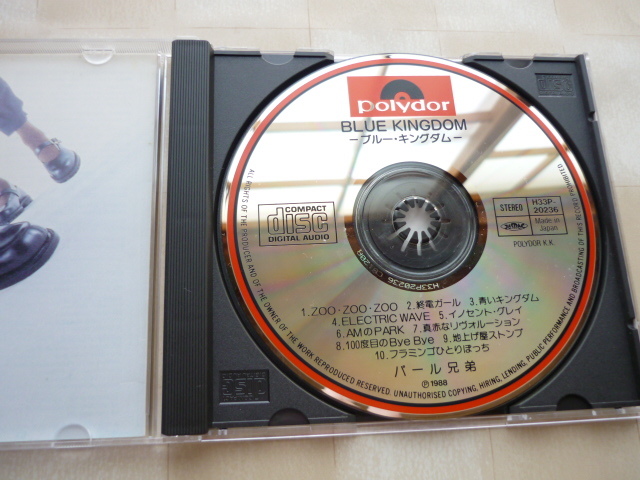 polydor
BLUE KINGDOM
－ブルー・キングダム－
COMPACT
disc
DIGITAL AUDIO
STEREO
H33P-
20236
Made in
Japan
POLYDOR K.K.
H33P20236
1.ZOO・ZOO・ZOO 2.終電ガール 3.青いキングダム
4.ELECTRIC WAVE 5.イノセント・グレイ
6.AMのPARK 7.真赤なリヴォルーション
8.100度目のBye Bye 9.地上げ屋ストンプ
10.フラミンゴひとりぼっち
パール兄弟
Ⓟ1988
ALL RIGHTS OF THE PRODUCER AND OF THE OWNER OF THE WORK REPRODUCED RESERVED. UNAUTHORISED COPYING, HIRING, LENDING, PUBLIC PERFORMANCE AND BROADCASTING OF THIS RECORD PROHIBITED